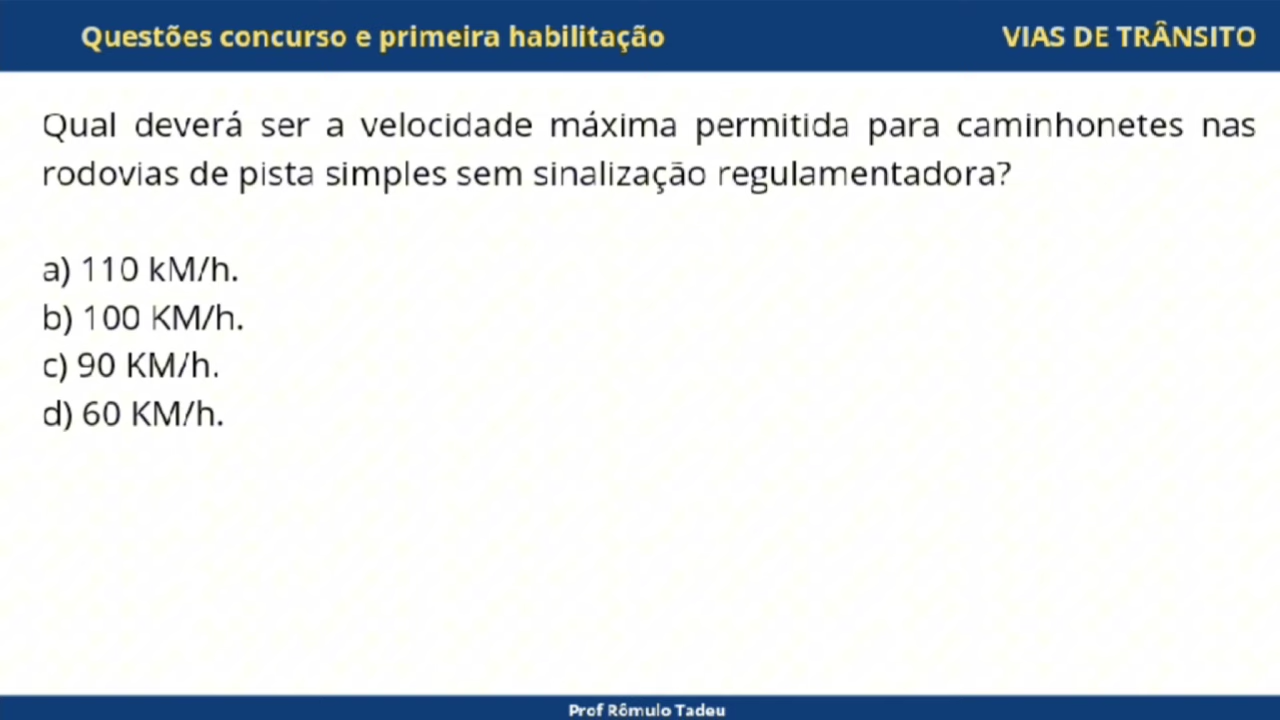 Questões concurso e primeira habilitação
VIAS DE TRÂNSITO
Qual deverá ser a velocidade máxima permitida para caminhonetes nas
rodovias de pista simples sem sinalização regulamentadora?
a) 110 kM/h.
b) 100 KM/h.
c) 90 KM/h.
d) 60 KM/h.
Prof Rômulo Tadeu